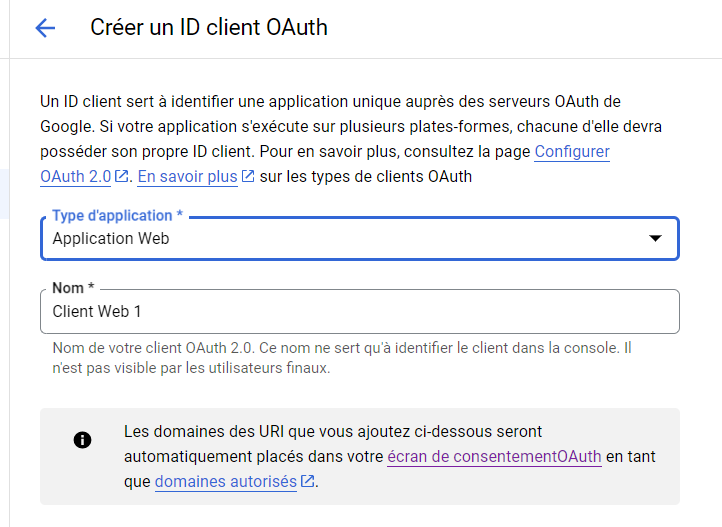 Créer un ID client OAuth
Un ID client sert à identifier une application unique auprès des serveurs OAuth de
Google. Si votre application s'exécute sur plusieurs plates-formes, chacune d'elle devra
posséder son propre ID client. Pour en savoir plus, consultez la page Configurer
OAuth 2.0. En savoir plus sur les types de clients OAuth
Type d'application *
Application Web
Nom *
Client Web 1
Nom de votre client OAuth 2.0. Ce nom ne sert qu'à identifier le client dans la console. Il
n'est pas visible par les utilisateurs finaux.
Les domaines des URI que vous ajoutez ci-dessous seront
automatiquement placés dans votre écran de consentementOAuth en tant
que domaines autorisés.